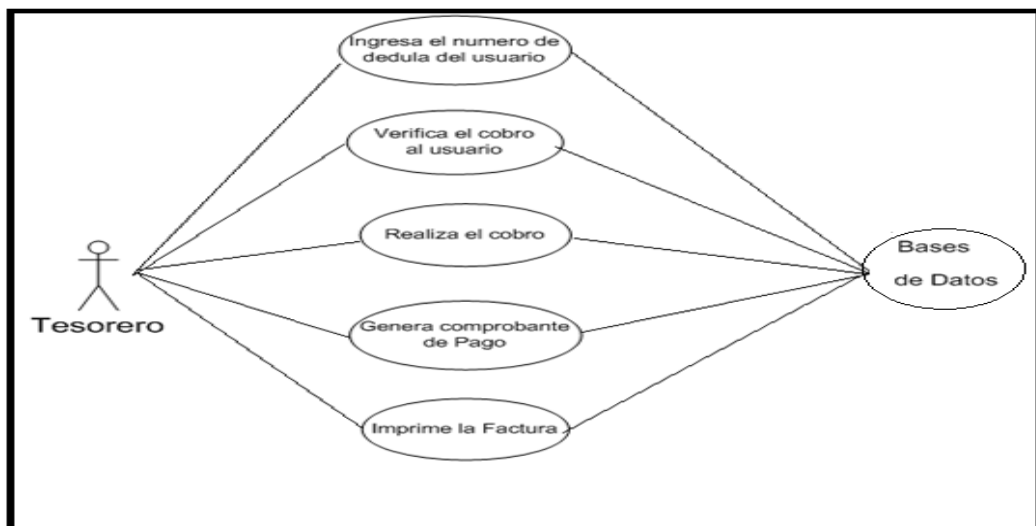 Ingresa el numero de
dedula del usuario
Verifica el cobro
al usuario
Realiza el cobro
Genera comprobante
de Pago
Imprime la Factura
Tesorero
Bases
de Datos